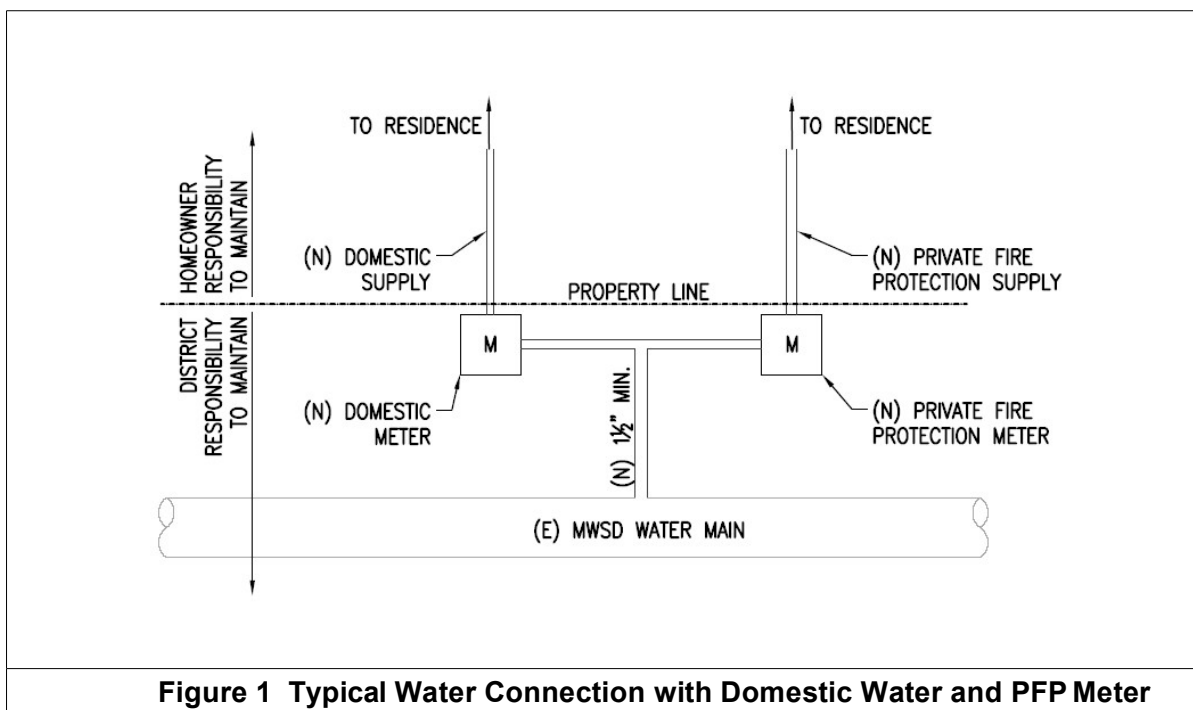 TO RESIDENCE
TO RESIDENCE
HOMEOWNER
RESPONSIBILITY
TO MAINTAIN
(N) DOMESTIC
SUPPLY
(N) PRIVATE FIRE
PROTECTION SUPPLY
PROPERTY LINE
M
M
DISTRICT
RESPONSIBILITY
TO MAINTAIN
(N) DOMESTIC
METER
(N) 1½" MIN.
(N) PRIVATE FIRE
PROTECTION METER
(E) MWSD WATER MAIN
Figure 1 Typical Water Connection with Domestic Water and PFP Meter